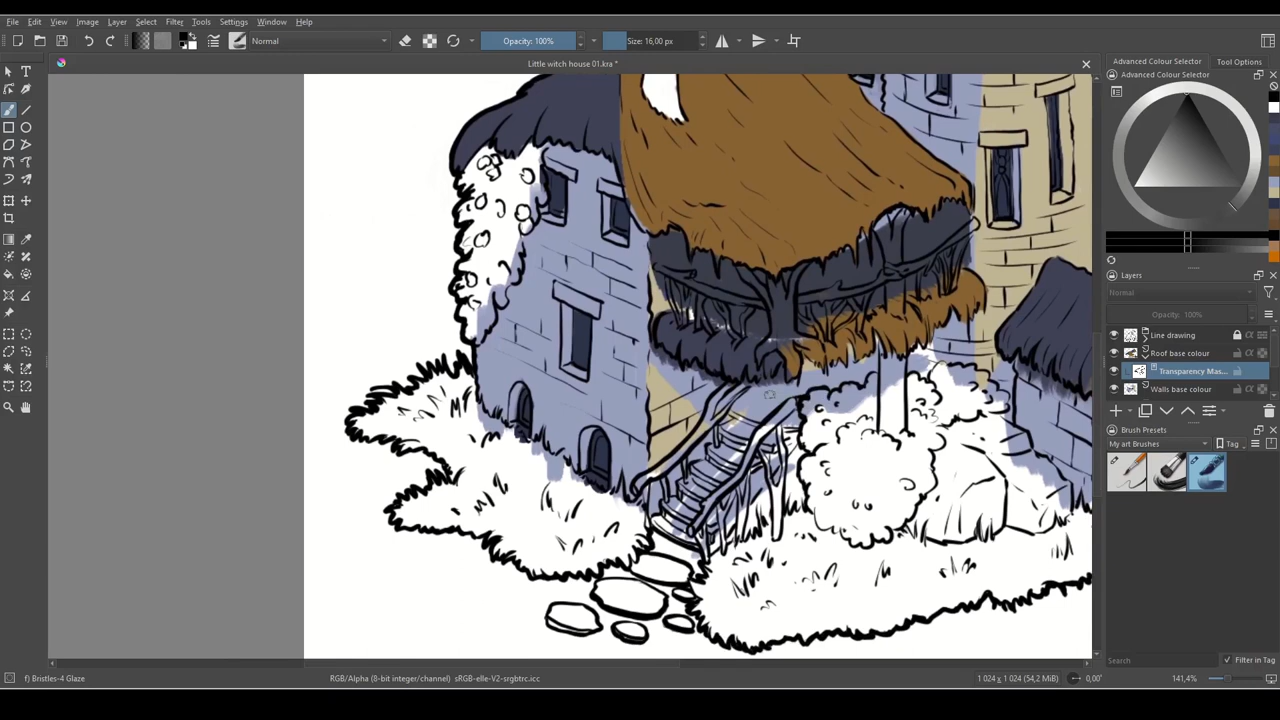 File Edit View Image Layer Select Filter Tools Settings Window Help
Normal Opacity: 100% Size: 16,00 px
Little witch house 01.kra *
Advanced Colour Selector Tool Options
Advanced Colour Selector
Layers
Normal
Opacity: 100%
Line drawing
Roof base colour
Transparency Mas...
Walls base colour
Brush Presets
My art Brushes Tag
Search Filter in Tag
f) Bristles-4 Glaze RGB/Alpha (8-bit integer/channel) sRGB-elle-V2-srgbtrc.icc 1 024 x 1 024 (54,2 MiB) 0,00° 141,4%